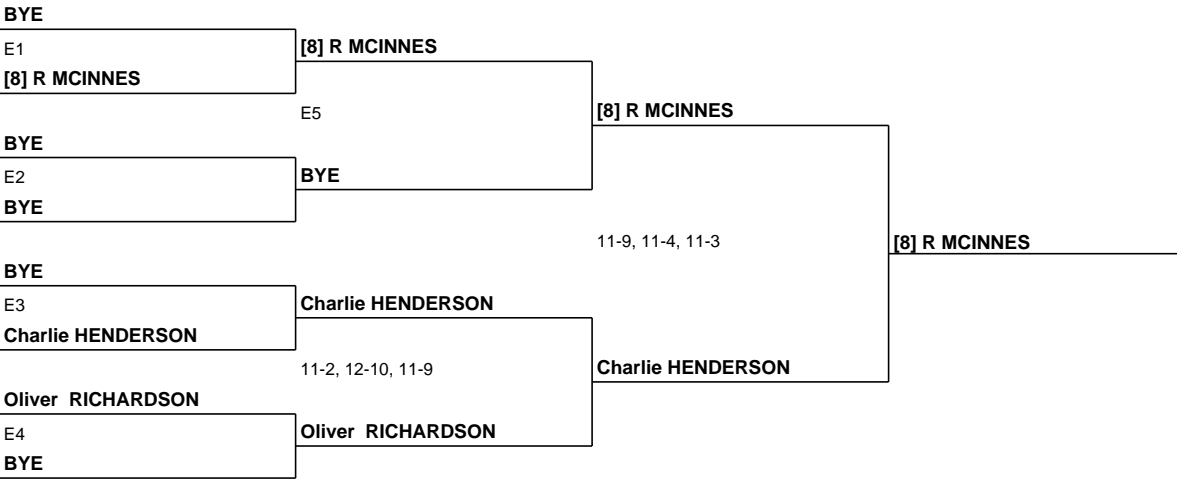 BYE
E1
[8] R MCINNES
BYE
E2
BYE
BYE
E3
Charlie HENDERSON
Oliver RICHARDSON
E4
BYE
[8] R MCINNES
E5
BYE
Charlie HENDERSON
11-2, 12-10, 11-9
Oliver RICHARDSON
[8] R MCINNES
11-9, 11-4, 11-3
Charlie HENDERSON
[8] R MCINNES